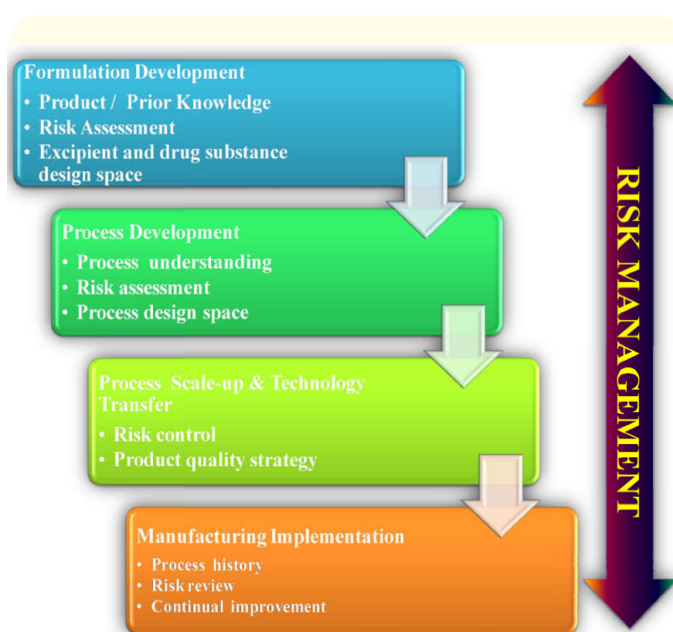 Formulation Development
• Product / Prior Knowledge
• Risk Assessment
• Excipient and drug substance
design space
Process Development
• Process understanding
• Risk assessment
• Process design space
Process Scale-up & Technology
Transfer
• Risk control
• Product quality strategy
Manufacturing Implementation
• Process history
• Risk review
• Continual improvement
RISK MANAGEMENT